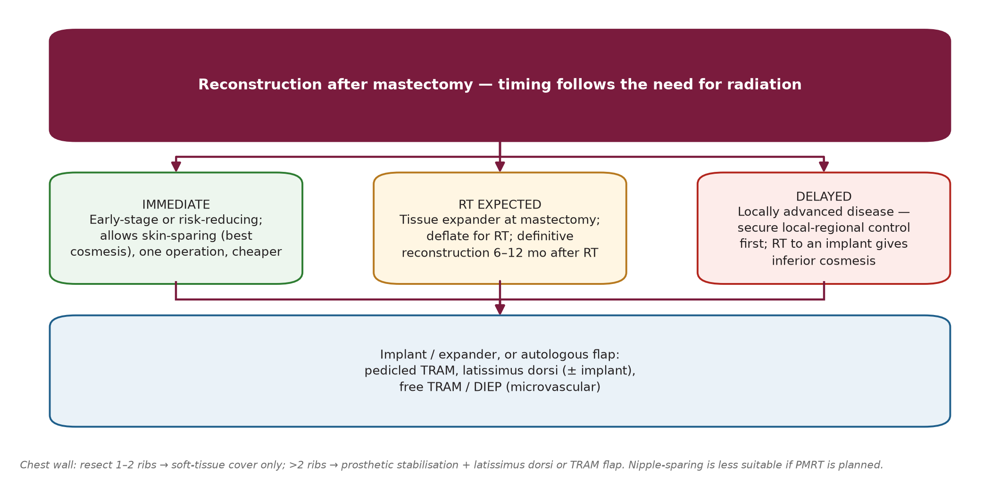 Reconstruction after mastectomy — timing follows the need for radiation
IMMEDIATE
Early-stage or risk-reducing;
allows skin-sparing (best
cosmesis), one operation, cheaper
RT EXPECTED
Tissue expander at mastectomy;
deflate for RT; definitive
reconstruction 6–12 mo after RT
DELAYED
Locally advanced disease —
secure local-regional control
first; RT to an implant gives
inferior cosmesis
Implant / expander, or autologous flap:
pedicled TRAM, latissimus dorsi (± implant),
free TRAM / DIEP (microvascular)
Chest wall: resect 1–2 ribs → soft-tissue cover only; >2 ribs → prosthetic stabilisation + latissimus dorsi or TRAM flap. Nipple-sparing is less suitable if PMRT is planned.